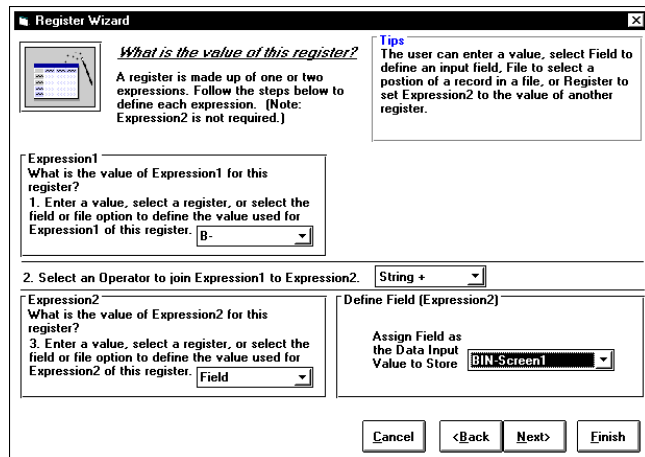 Register Wizard
What is the value of this register?
A register is made up of one or two
expressions. Follow the steps below to
define each expression. (Note:
Expression2 is not required.)
Tips
The user can enter a value, select Field to
define an input field, File to select a
postion of a record in a file, or Register to
set Expression2 to the value of another
register.
Expression1
What is the value of Expression1 for this
register?
1. Enter a value, select a register, or select the
field or file option to define the value used for
Expression1 of this register. B-
2. Select an Operator to join Expression1 to Expression2. String +
Expression2
What is the value of Expression2 for this
register?
3. Enter a value, select a register, or select the
field or file option to define the value used for
Expression2 of this register. Field
Define Field (Expression2)
Assign Field as
the Data Input
Value to Store BIN-Screen1
Cancel <Back Next> Finish